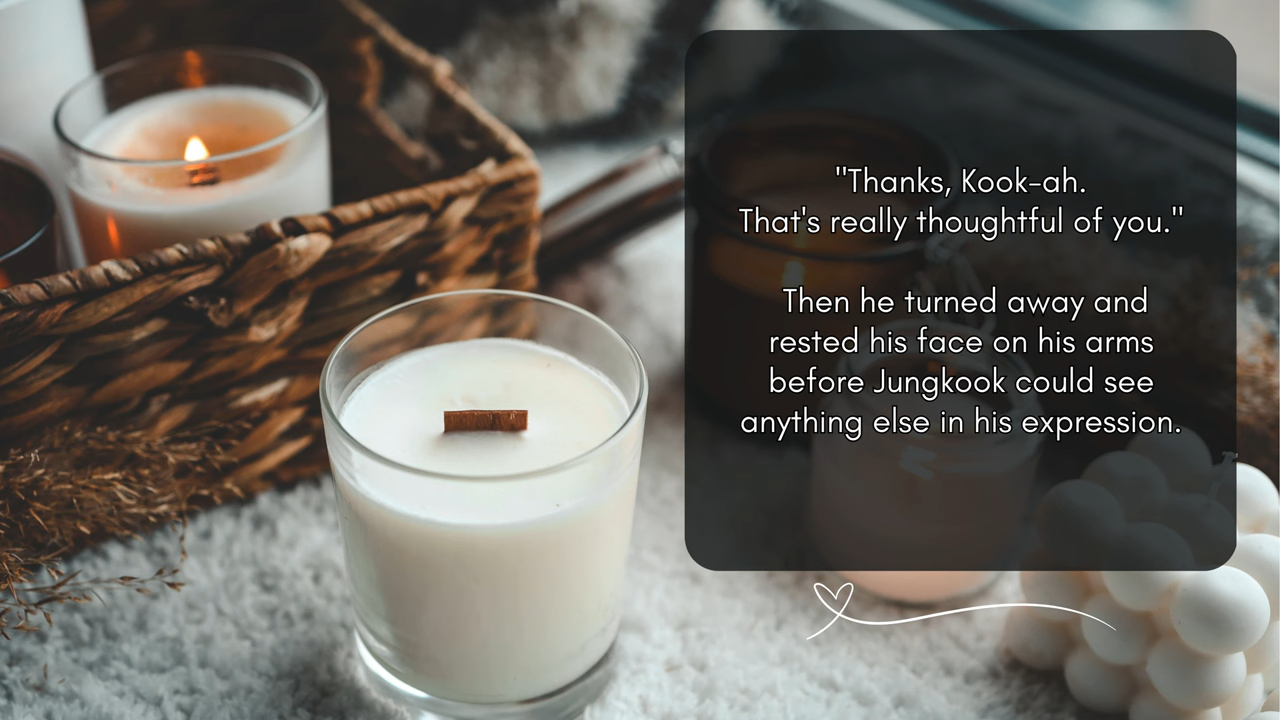 "Thanks, Kook-ah.
That's really thoughtful of you."
Then he turned away and
rested his face on his arms
before Jungkook could see
anything else in his expression.